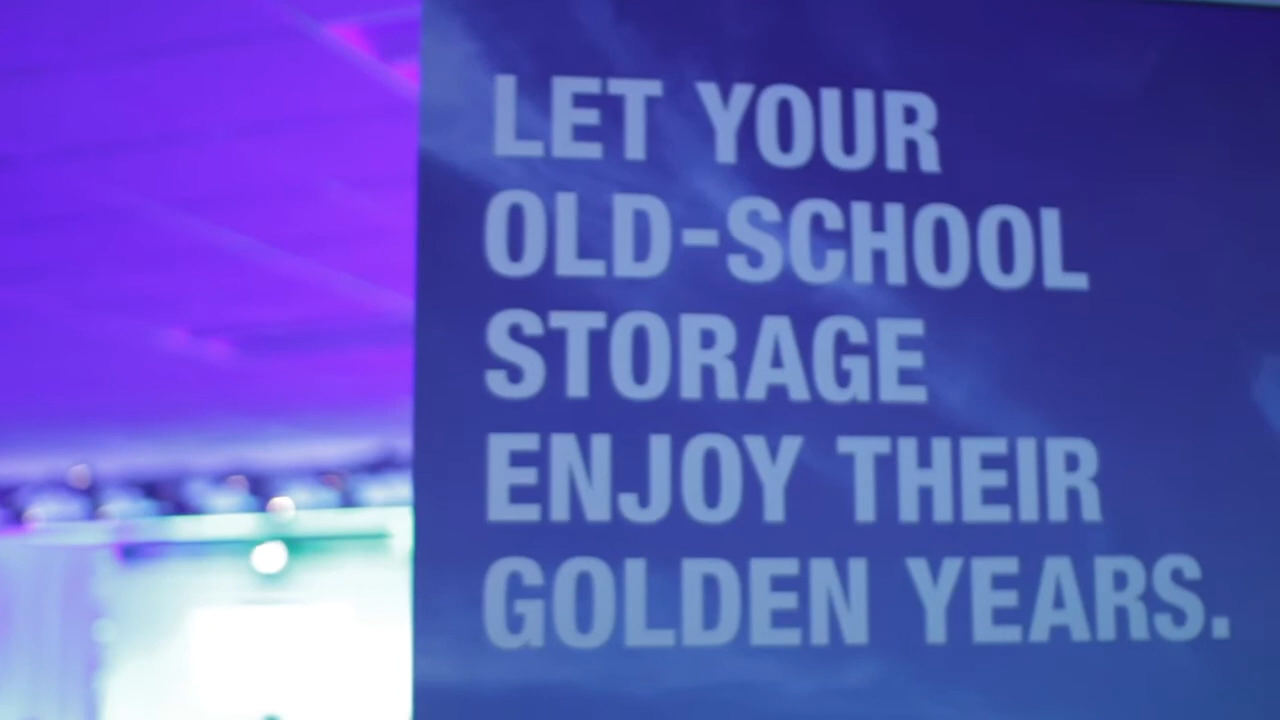 LET YOUR
OLD-SCHOOL
STORAGE
ENJOY THEIR
GOLDEN YEARS.